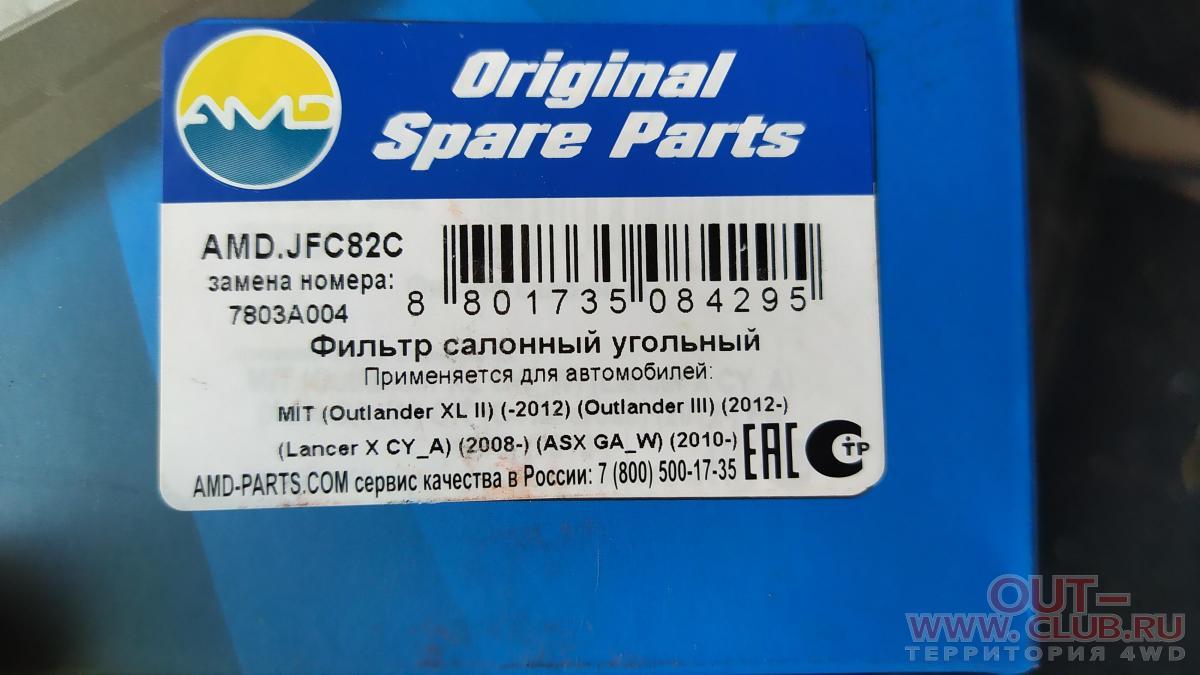 AMD
Original
Spare Parts
AMD.JFC82C
замена номера:
7803A004
8 801735 084295
Фильтр салонный угольный
Применяется для автомобилей:
MIT (Outlander XL II) (-2012) (Outlander III) (2012-)
(Lancer X CY_A) (2008-) (ASX GA_W) (2010-)
AMD-PARTS.COM сервис качества в России: 7 (800) 500-17-35
EAC
СТР
OUT-
WWW.CLUB.RU
ТЕРРИТОРИЯ 4WD